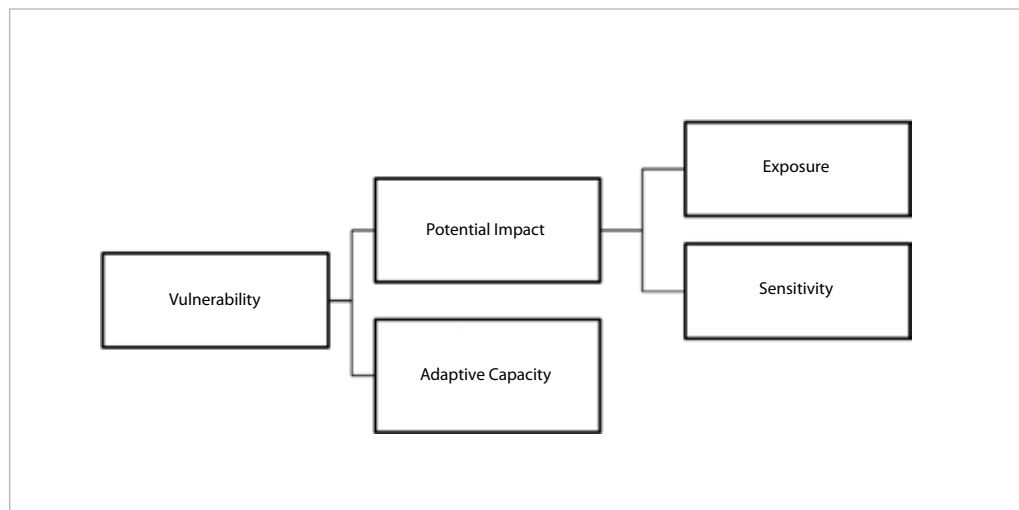 Exposure
Potential Impact
Sensitivity
Vulnerability
Adaptive Capacity